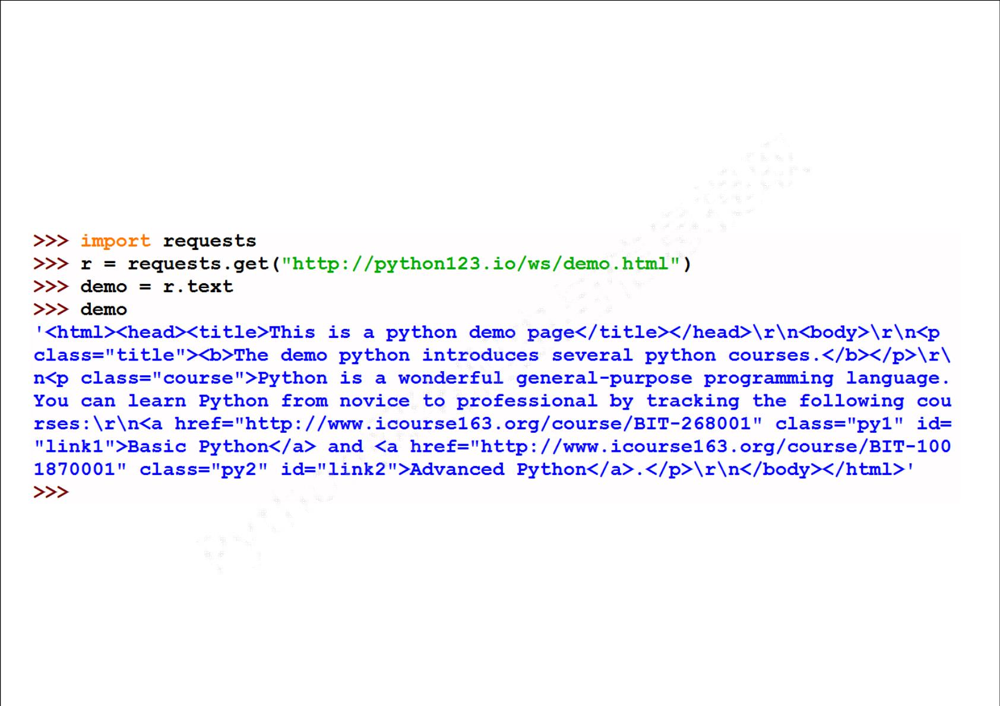 >>> import requests
>>> r = requests.get("http://python123.io/ws/demo.html")
>>> demo = r.text
>>> demo
'<html><head><title>This is a python demo page</title></head>\r\n<body>\r\n<p
class="title"><b>The demo python introduces several python courses.</b></p>\r\
n<p class="course">Python is a wonderful general-purpose programming language.
You can learn Python from novice to professional by tracking the following cou
rses:\r\n<a href="http://www.icourse163.org/course/BIT-268001" class="py1" id=
"link1">Basic Python</a> and <a href="http://www.icourse163.org/course/BIT-100
1870001" class="py2" id="link2">Advanced Python</a>.</p>\r\n</body></html>'
>>>